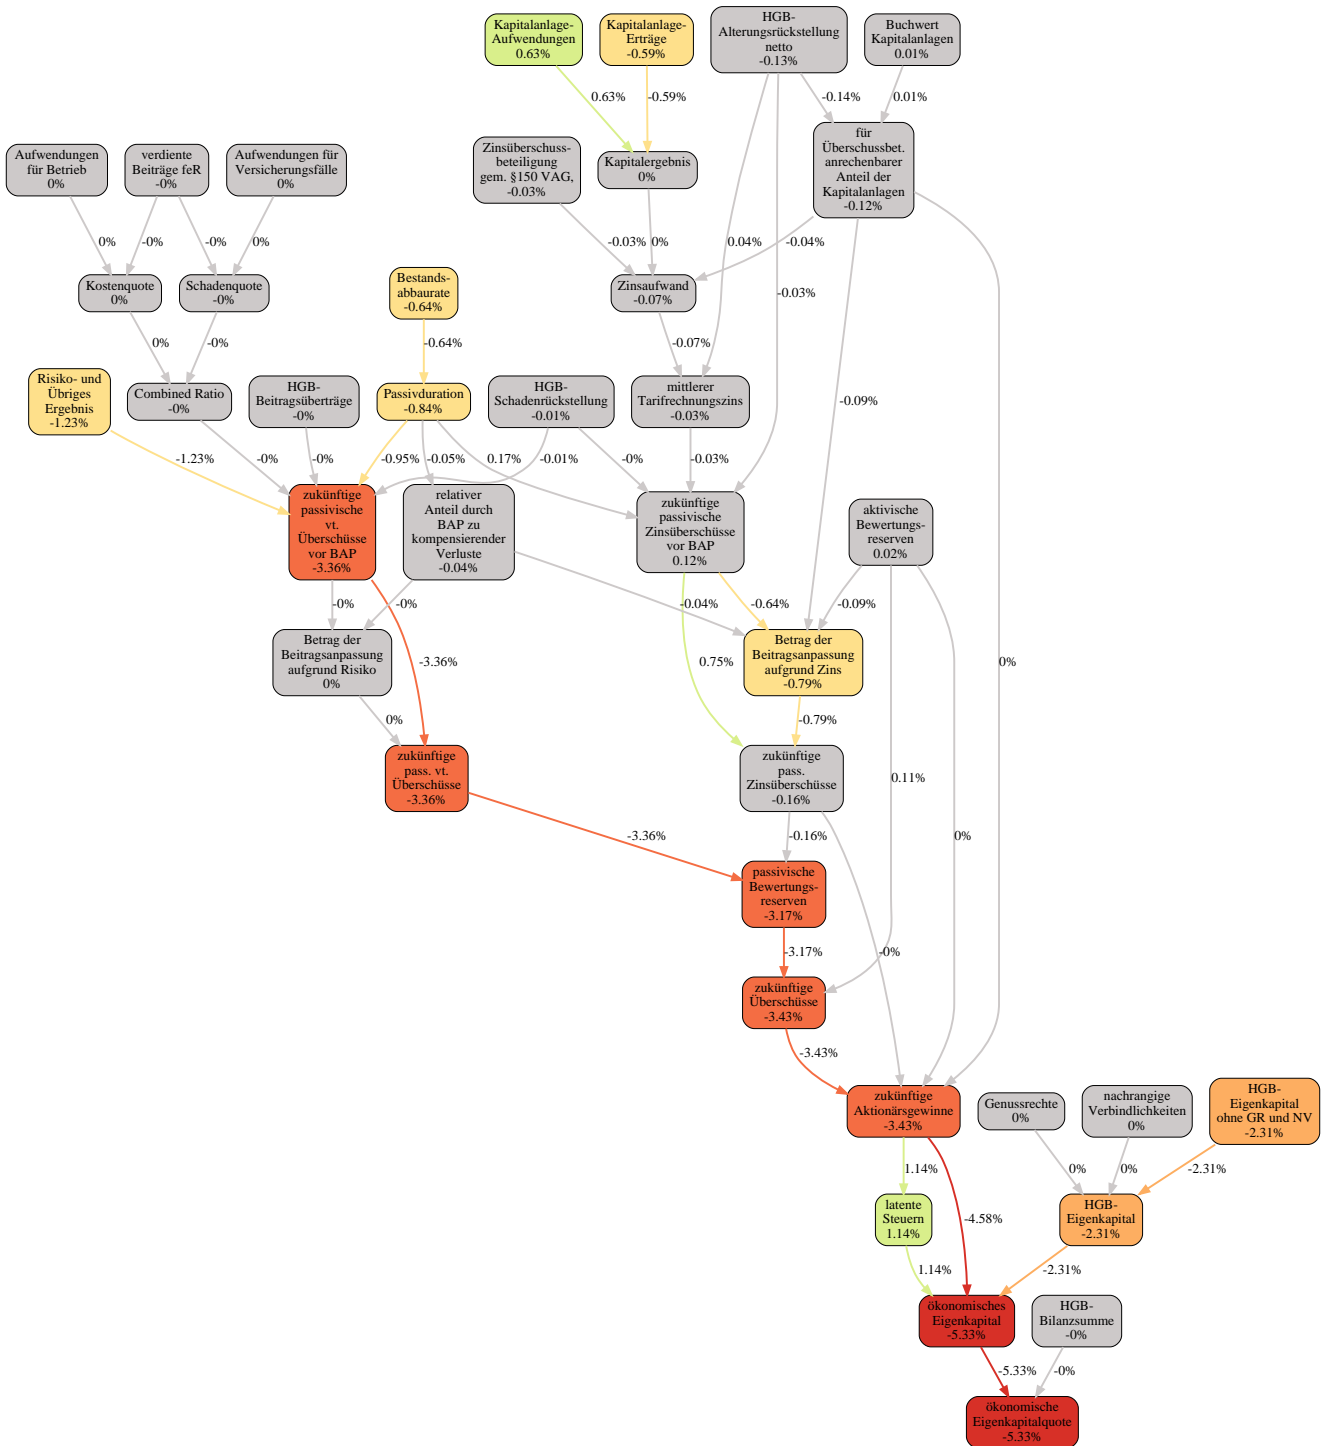 Kapitalanlage-
Aufwendungen
0.63%
Kapitalanlage-
Erträge
-0.59%
HGB-
Alterungsrückstellung
netto
-0.13%
Buchwert
Kapitalanlagen
0.01%
0.63%
-0.59%
-0.14%
0.01%
Aufwendungen
für Betrieb
0%
verdiente
Beiträge feR
-0%
Aufwendungen für
Versicherungsfälle
0%
Zinsüberschuss-
beteiligung
gem. §150 VAG,
-0.03%
Kapitalergebnis
0%
für
Überschussbet.
anrechenbarer
Anteil der
Kapitalanlagen
-0.12%
0%
-0%
-0%
0%
-0.03%
0%
0.04%
-0.04%
Kostenquote
0%
Schadenquote
-0%
Bestands-
abbaurate
-0.64%
Zinsaufwand
-0.07%
-0.03%
0%
-0%
-0.64%
-0.07%
Risiko- und
Übriges
Ergebnis
-1.23%
Combined Ratio
-0%
HGB-
Beitragsüberträge
-0%
Passivduration
-0.84%
HGB-
Schadenrückstellung
-0.01%
mittlerer
Tarifrechnungszins
-0.03%
-0.09%
-1.23%
-0%
-0%
-0.95%
-0.05%
0.17%
-0.01%
-0%
-0.03%
zukünftige
passivische
vt.
Überschüsse
vor BAP
-3.36%
relativer
Anteil durch
BAP zu
kompensierender
Verluste
-0.04%
zukünftige
passivische
Zinsüberschüsse
vor BAP
0.12%
aktivische
Bewertungs-
reserven
0.02%
-0%
-0%
-0.04%
-0.64%
-0.09%
Betrag der
Beitragsanpassung
aufgrund Risiko
0%
-3.36%
0.75%
Betrag der
Beitragsanpassung
aufgrund Zins
-0.79%
0%
0%
-0.79%
zukünftige
pass. vt.
Überschüsse
-3.36%
zukünftige
pass.
Zinsüberschüsse
-0.16%
0.11%
-3.36%
-0.16%
0%
passivische
Bewertungs-
reserven
-3.17%
-3.17%
-0%
zukünftige
Überschüsse
-3.43%
-3.43%
zukünftige
Aktionärsgewinne
-3.43%
Genussrechte
0%
nachrangige
Verbindlichkeiten
0%
HGB-
Eigenkapital
ohne GR und NV
-2.31%
1.14%
0%
0%
-2.31%
latente
Steuern
1.14%
-4.58%
HGB-
Eigenkapital
-2.31%
1.14%
-2.31%
ökonomisches
Eigenkapital
-5.33%
HGB-
Bilanzsumme
-0%
-5.33%
-0%
ökonomische
Eigenkapitalquote
-5.33%